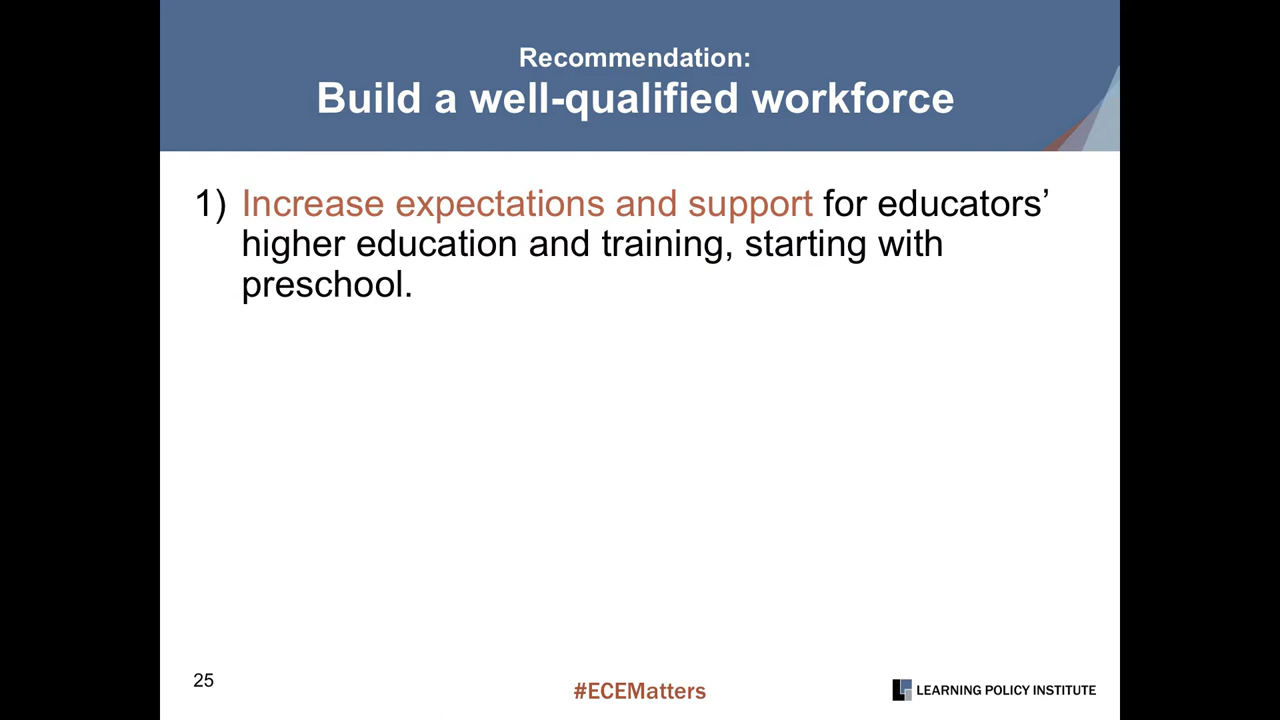 Recommendation:
Build a well-qualified workforce
1) Increase expectations and support for educators’
higher education and training, starting with
preschool.
25
#ECEMatters
LEARNING POLICY INSTITUTE